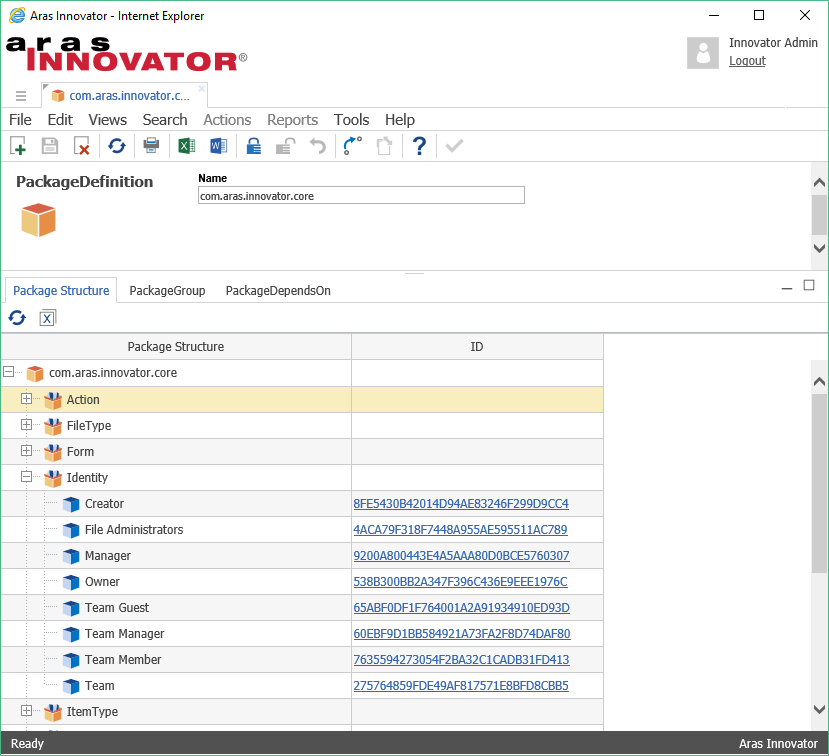 Aras Innovator - Internet Explorer
aras
INNOVATOR®
Innovator Admin
Logout
com.aras.innovator.c...
File Edit Views Search Actions Reports Tools Help
PackageDefinition
Name
com.aras.innovator.core
Package Structure PackageGroup PackageDependsOn
Package Structure ID
com.aras.innovator.core
Action
FileType
Form
Identity
Creator 8FE5430B42014D94AE83246F299D9CC4
File Administrators 4ACA79F318F7448A955AE595511AC789
Manager 9200A800443E4A5AAA80D0BCE5760307
Owner 538B300BB2A347F396C436E9EEE1976C
Team Guest 65ABF0DF1F764001A2A91934910ED93D
Team Manager 60EBF9D1BB584921A73FA2F8D74DAF80
Team Member 7635594273054F2BA32C1CADB31FD413
Team 275764859FDE49AF817571E8BFD8CBB5
ItemType
Ready Aras Innovator